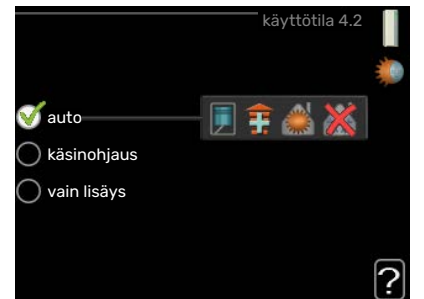 käyttötila 4.2
auto
käsinohjaus
vain lisäys
?